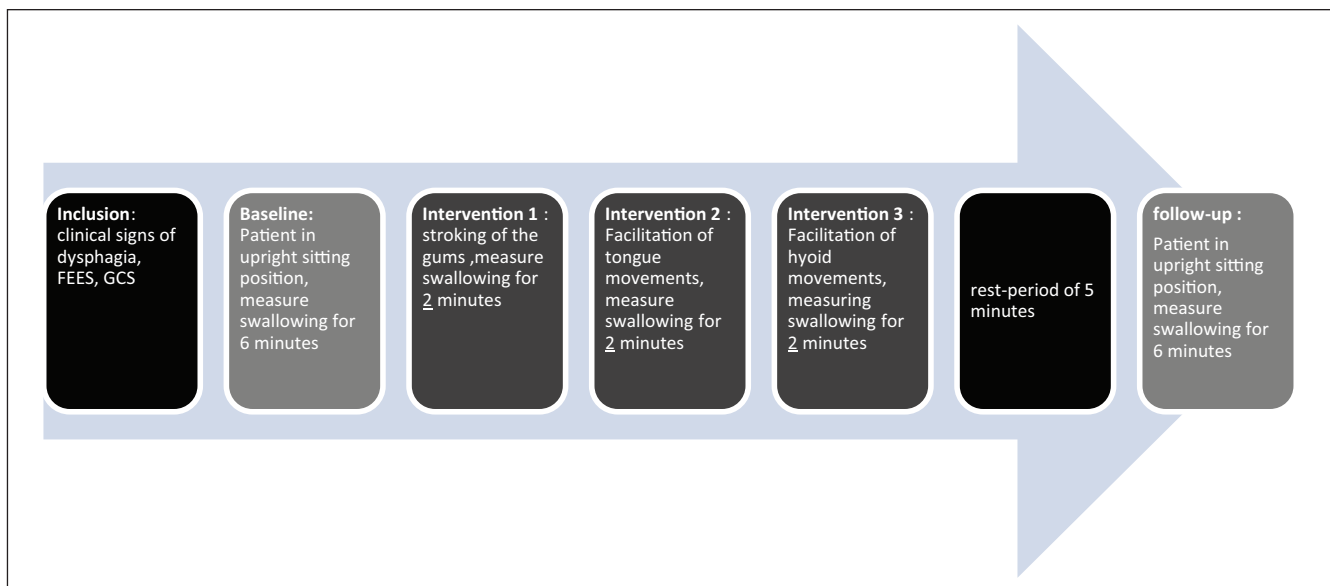 Inclusion:
clinical signs of
dysphagia,
FEES, GCS
Baseline:
Patient in
upright sitting
position,
measure
swallowing for
6 minutes
Intervention 1 :
stroking of the
gums ,measure
swallowing for
2 minutes
Intervention 2 :
Facilitation of
tongue
movements,
measure
swallowing for
2 minutes
Intervention 3 :
Facilitation of
hyoid
movements,
measuring
swallowing for
2 minutes
rest-period of 5
minutes
follow-up :
Patient in
upright sitting
position,
measure
swallowing for
6 minutes